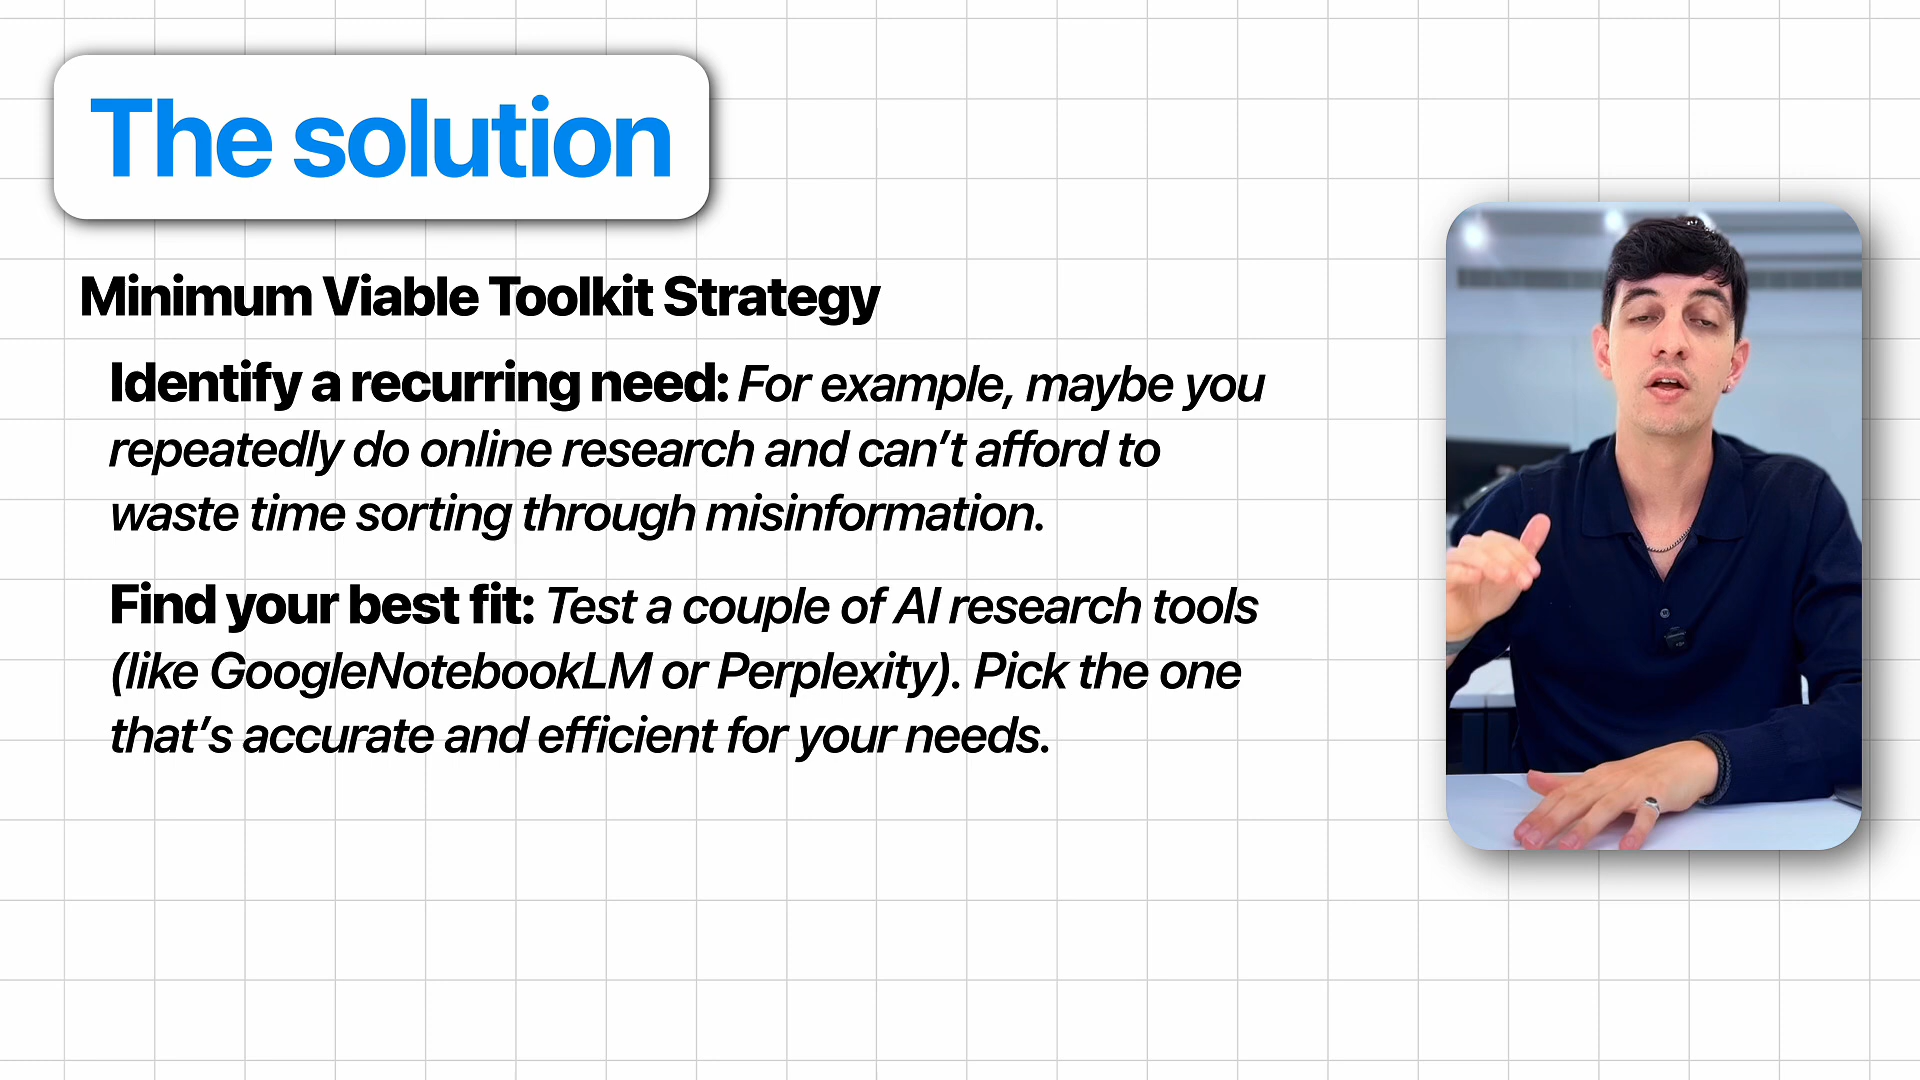 The solution
Minimum Viable Toolkit Strategy
Identify a recurring need: For example, maybe you
repeatedly do online research and can’t afford to
waste time sorting through misinformation.
Find your best fit: Test a couple of AI research tools
(like GoogleNotebookLM or Perplexity). Pick the one
that’s accurate and efficient for your needs.